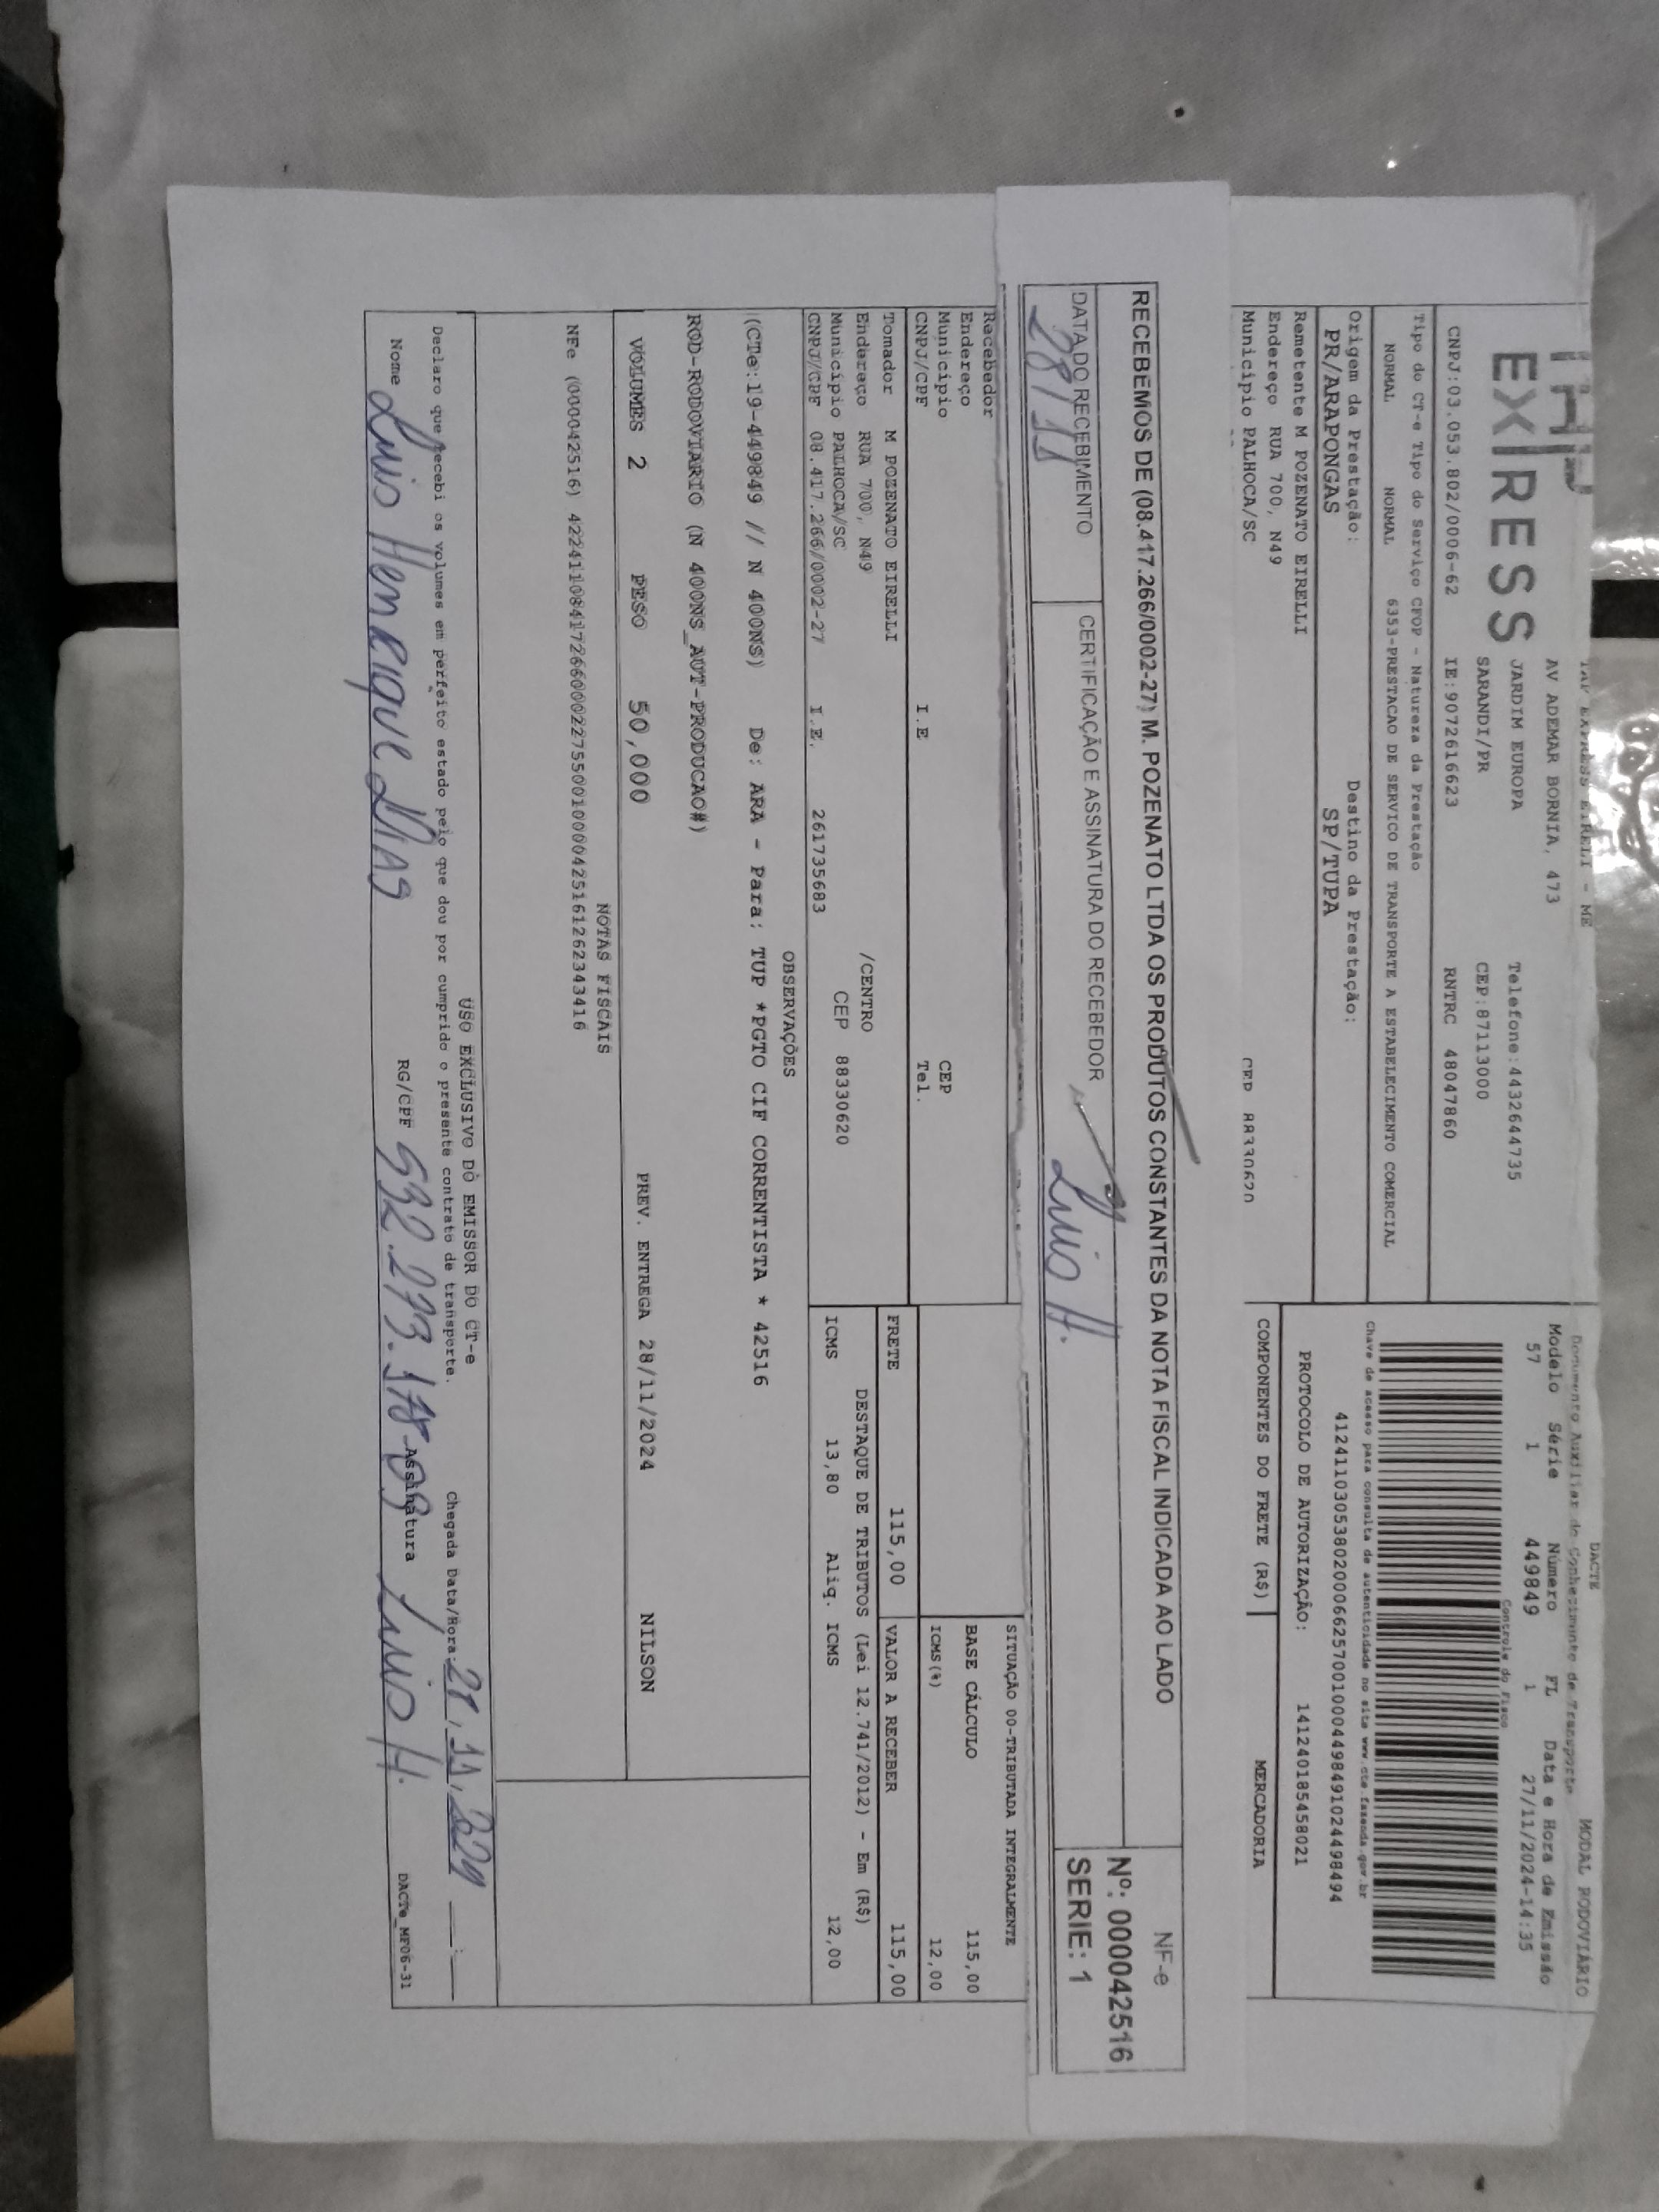 EXPRESS
AV ADEMAR BORNIA, 473
JARDIM EUROPA Telefone:4432644735
SARANDI/PR CEP:87113000
CNPJ:03.053.802/0006-62 IE:9072616623 RNTRC 48047860
Tipo do CT-e Tipo do Serviço CFOP - Natureza da Prestação
NORMAL NORMAL 6353-PRESTACAO DE SERVICO DE TRANSPORTE A ESTABELECIMENTO COMERCIAL
Origem da Prestação: Destino da Prestação:
PR/ARAPONGAS SP/TUPA
Remetente M POZENATO EIRELLI
Endereço RUA 700, N49
Município PALHOCA/SC CEP 88330620
DACTE MODAL RODOVIÁRIO
Documento Auxiliar do Conhecimento de Transporte
Modelo Série Número FL Data e Hora de Emissão
57 1 449849 1 27/11/2024-14:35
Controle do Fisco
Chave de acesso para consulta de autenticidade no site www.cte.fazenda.gov.br
41241103053802000662570010004498491024498494
PROTOCOLO DE AUTORIZAÇÃO: 141240185458021
COMPONENTES DO FRETE (R$) MERCADORIA
RECEBEMOS DE (08.417.266/0002-27) M. POZENATO LTDA OS PRODUTOS CONSTANTES DA NOTA FISCAL INDICADA AO LADO
DATA DO RECEBIMENTO CERTIFICAÇÃO E ASSINATURA DO RECEBEDOR
28/11 Luis H.
NF-e
Nº: 000042516
SERIE: 1
Recebedor
Endereço
Município CEP
CNPJ/CPF I.E Tel.
SITUAÇÃO 00-TRIBUTADA INTEGRALMENTE
BASE CÁLCULO 115,00
ICMS(%) 12,00
Tomador M POZENATO EIRELLI
Endereço RUA 700, N49 /CENTRO
Município PALHOCA/SC CEP 88330620
CNPJ/CPF 08.417.266/0002-27 I.E. 261735683
FRETE 115,00 VALOR A RECEBER 115,00
DESTAQUE DE TRIBUTOS (Lei 12.741/2012) - Em (R$)
ICMS 13,80 Aliq. ICMS 12,00
OBSERVAÇÕES
(CTe:19-449849 // N 400NS) De: ARA - Para: TUP *PGTO CIF CORRENTISTA * 42516
ROD-RODOVIARIO (N 400NS_AUT-PRODUCAO#)
VOLUMES 2 PESO 50,000 PREV. ENTREGA 28/11/2024 NILSON
NOTAS FISCAIS
NFe (000042516) 42241108417266000227550010000425161262343416
USO EXCLUSIVO DO EMISSOR DO CT-e
Declaro que recebi os volumes em perfeito estado pelo que dou por cumprido o presente contrato de transporte. Chegada Data/Hora:
Nome Luis Henrique Dias RG/CPF Assinatura Luis H. DACTe_MF06-31